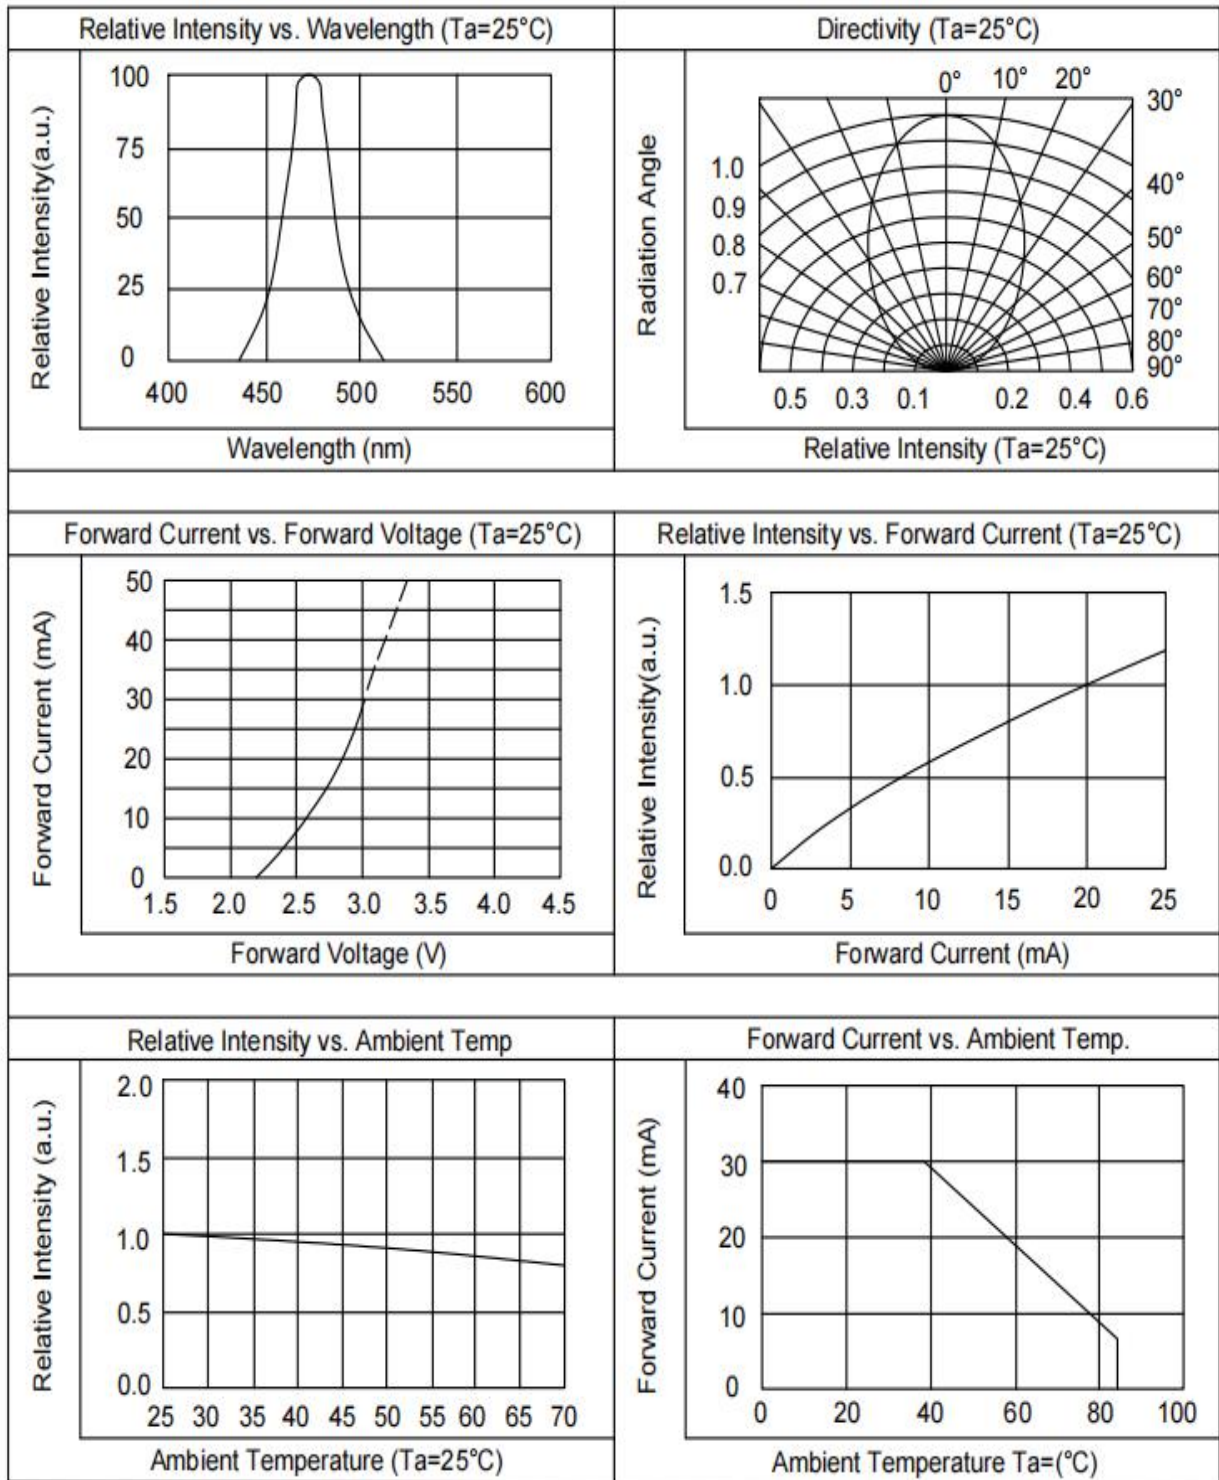 Relative Intensity vs. Wavelength (Ta=25°C)
Relative Intensity(a.u.)
100
75
50
25
0
400 450 500 550 600
Wavelength (nm)
Directivity (Ta=25°C)
Radiation Angle
0° 10° 20° 30°
40°
50°
60°
70°
80°
90°
1.0
0.9
0.8
0.7
0.5 0.3 0.1 0.2 0.4 0.6
Relative Intensity (Ta=25°C)
Forward Current vs. Forward Voltage (Ta=25°C)
Forward Current (mA)
50
40
30
20
10
0
1.5 2.0 2.5 3.0 3.5 4.0 4.5
Forward Voltage (V)
Relative Intensity vs. Forward Current (Ta=25°C)
Relative Intensity(a.u.)
1.5
1.0
0.5
0.0
0 5 10 15 20 25
Forward Current (mA)
Relative Intensity vs. Ambient Temp
Relative Intensity (a.u.)
2.0
1.5
1.0
0.5
0.0
25 30 35 40 45 50 55 60 65 70
Ambient Temperature (Ta=25°C)
Forward Current vs. Ambient Temp.
Forward Current (mA)
40
30
20
10
0
0 20 40 60 80 100
Ambient Temperature Ta=(°C)